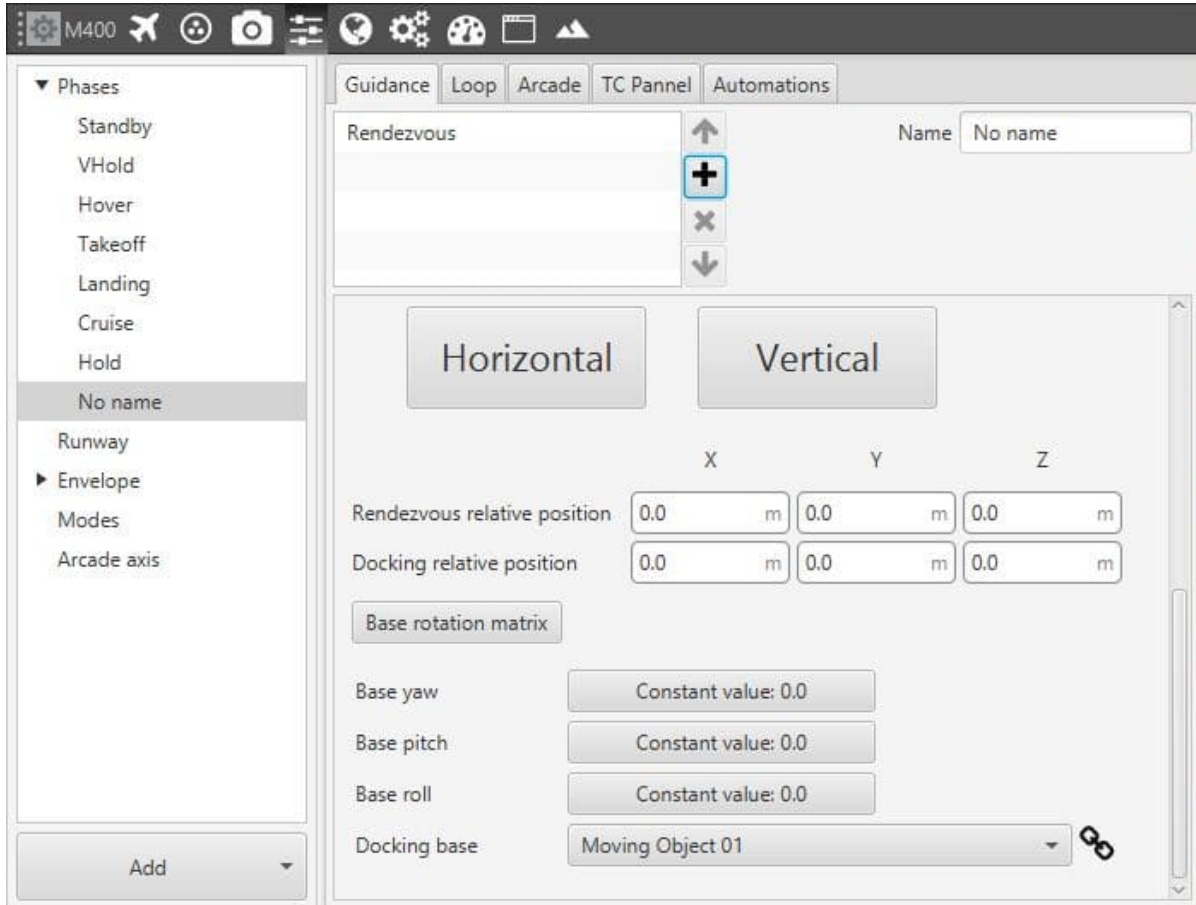 M400
Phases
Standby
VHold
Hover
Takeoff
Landing
Cruise
Hold
No name
Runway
Envelope
Modes
Arcade axis
Add
Guidance Loop Arcade TC Pannel Automations
Rendezvous
Name No name
Horizontal Vertical
X Y Z
Rendezvous relative position 0.0 m 0.0 m 0.0 m
Docking relative position 0.0 m 0.0 m 0.0 m
Base rotation matrix
Base yaw Constant value: 0.0
Base pitch Constant value: 0.0
Base roll Constant value: 0.0
Docking base Moving Object 01